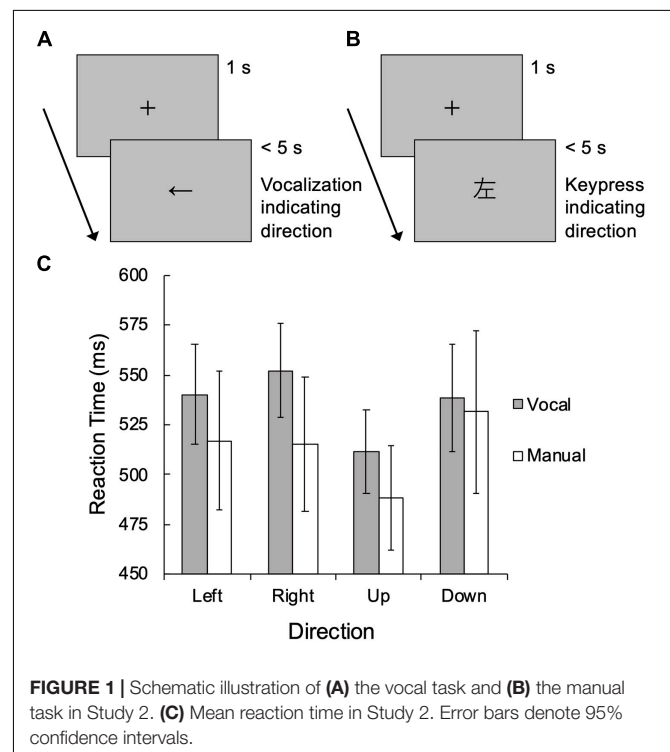 A
1 s
+
< 5 s
←
Vocalization
indicating
direction
B
1 s
+
< 5 s
左
Keypress
indicating
direction
C
600
575
550
525
500
475
450
Reaction Time (ms)
Left Right Up Down
Direction
Vocal
Manual
FIGURE 1 | Schematic illustration of (A) the vocal task and (B) the manual
task in Study 2. (C) Mean reaction time in Study 2. Error bars denote 95%
confidence intervals.